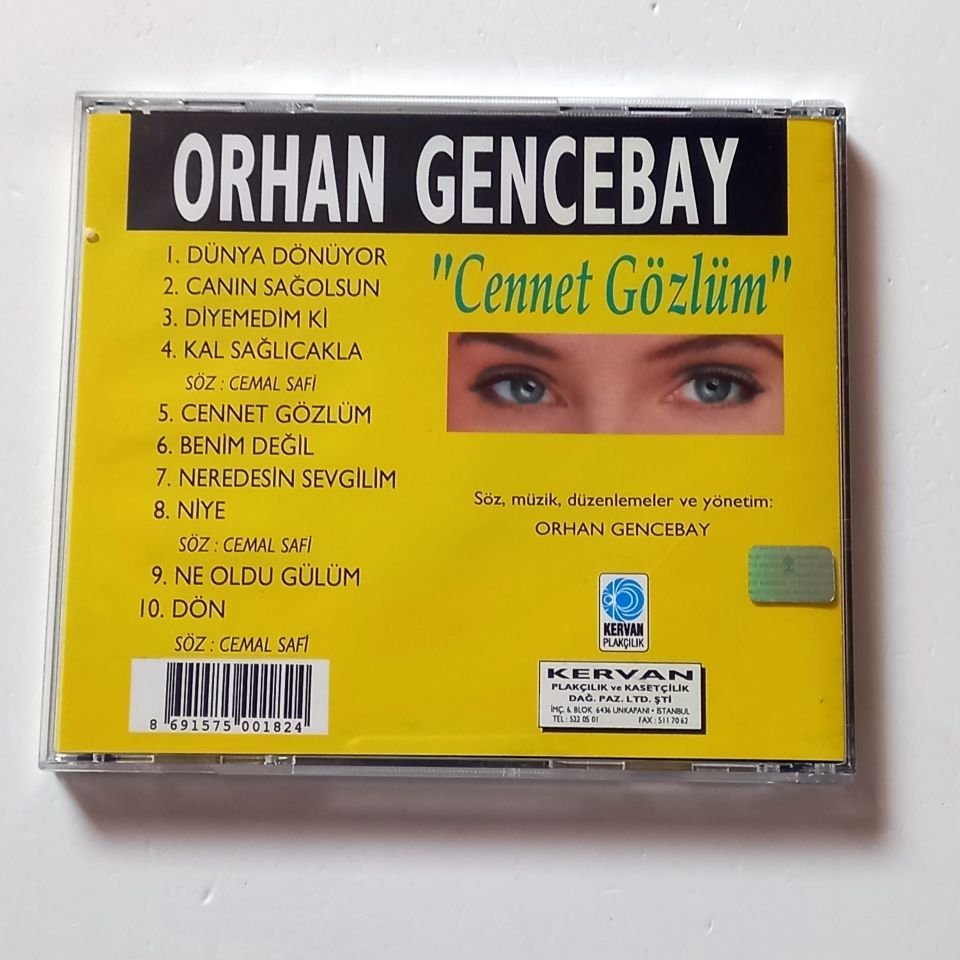 ORHAN GENCEBAY
1. DÜNYA DÖNÜYOR
2. CANIN SAĞOLSUN
3. DİYEMEDİM Kİ
4. KAL SAĞLICAKLA
SÖZ : CEMAL SAFİ
5. CENNET GÖZLÜM
6. BENİM DEĞİL
7. NEREDESİN SEVGİLİM
8. NİYE
SÖZ : CEMAL SAFİ
9. NE OLDU GÜLÜM
10. DÖN
SÖZ : CEMAL SAFİ
"Cennet Gözlüm"
Söz, müzik, düzenlemeler ve yönetim:
ORHAN GENCEBAY
KERVAN
PLAKÇILIK
KERVAN
PLAKÇILIK ve KASETÇİLİK
DAĞ. PAZ. LTD. ŞTİ
İMÇ. 6. BLOK 6436 UNKAPANI • İSTANBUL
TEL : 522 05 01 FAX : 511 70 62
8 691575 001824